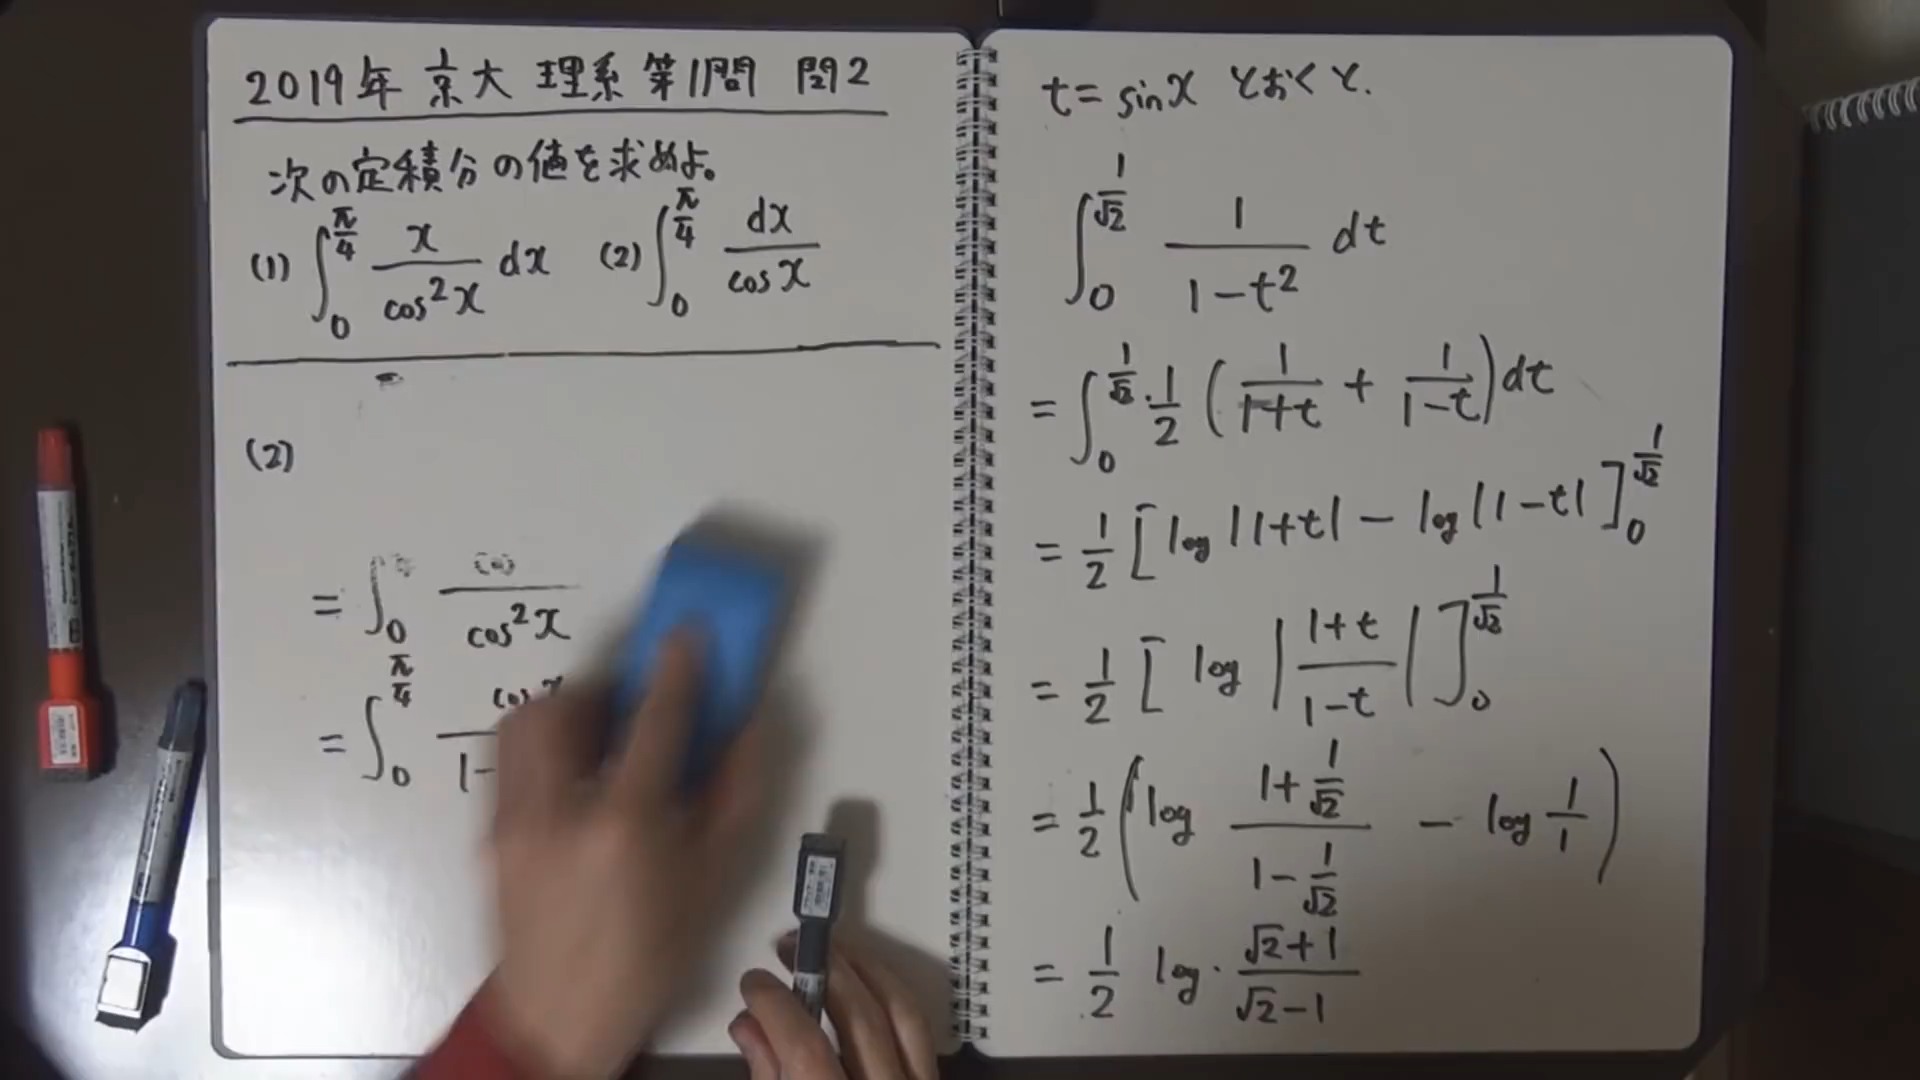 2019年 京大 理系 第1問 問2
次の定積分の値を求めよ。
(1) ∫₀^{π/4} x/cos²x dx (2) ∫₀^{π/4} dx/cosx
(2)
= ∫₀ cos/cos²x
= ∫₀^{π/4} cosx/1-
t = sinx とおくと.
∫₀^{1/√2} 1/(1-t²) dt
= ∫₀^{1/√2} 1/2 (1/(1+t) + 1/(1-t)) dt
= 1/2 [log|1+t| - log|1-t|]₀^{1/√2}
= 1/2 [log|(1+t)/(1-t)|]₀^{1/√2}
= 1/2 (log (1+1/√2)/(1-1/√2) - log 1/1)
= 1/2 log · (√2+1)/(√2-1)